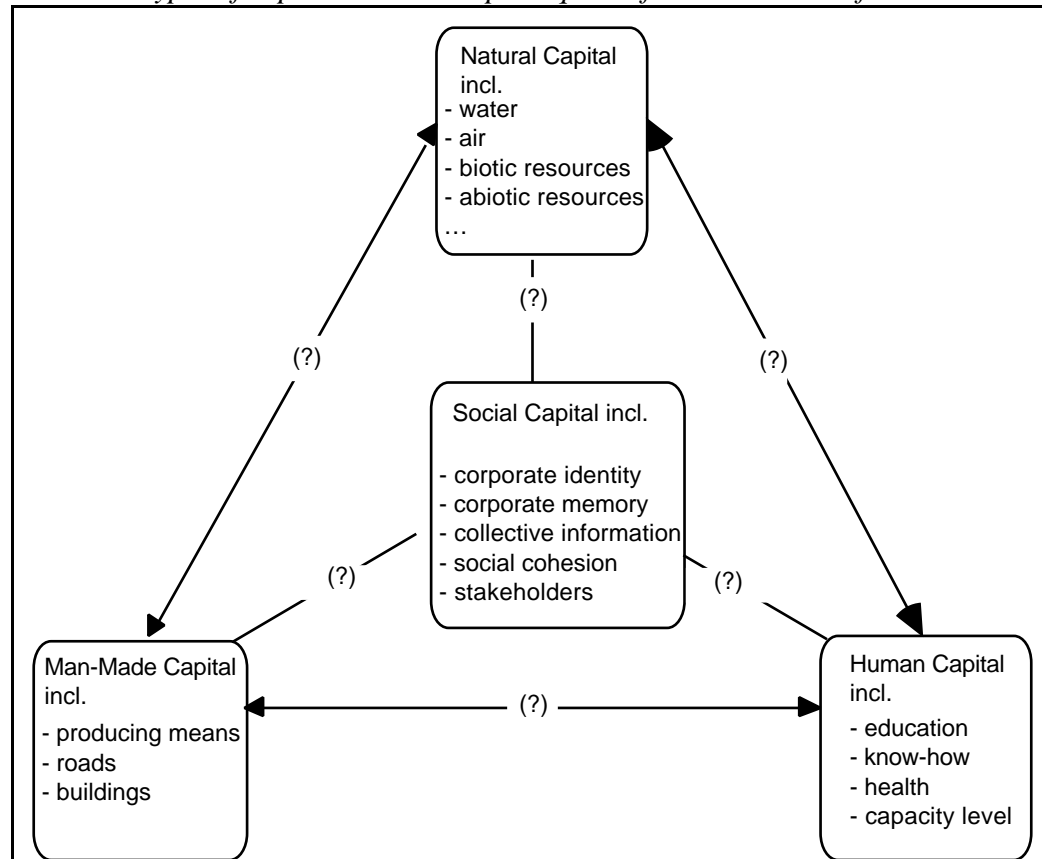 Natural Capital
incl.
- water
- air
- biotic resources
- abiotic resources
…
(?)
(?)
(?)
Social Capital incl.
- corporate identity
- corporate memory
- collective information
- social cohesion
- stakeholders
(?)
(?)
Man-Made Capital
incl.
- producing means
- roads
- buildings
(?)
Human Capital
incl.
- education
- know-how
- health
- capacity level